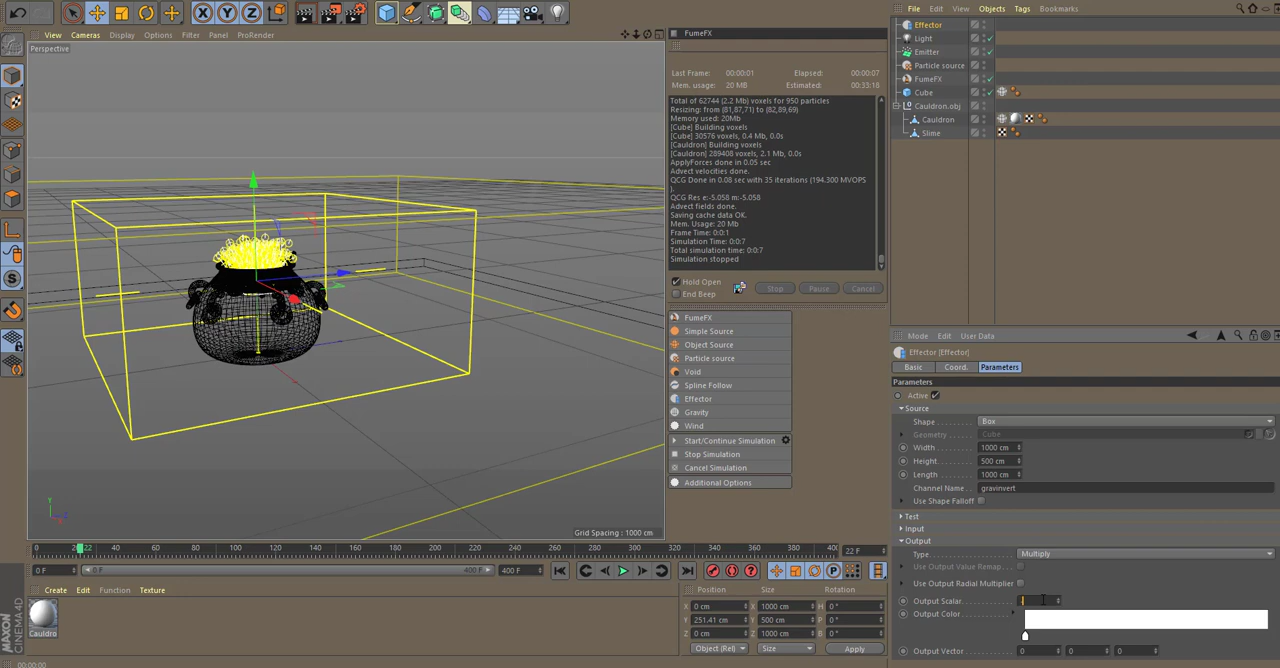 File Edit View Objects Tags Bookmarks
View Cameras Display Options Filter Panel ProRender
Perspective
FumeFX
Last Frame: 00:00:01 Elapsed: 00:00:07
Mem. usage: 20 MB Estimated: 00:33:18
Total of 62744 (2.2 Mb) voxels for 950 particles
Resizing: from (81,87,71) to (82,89,69)
Memory used: 20Mb
[Cube] Building voxels
[Cube] 30576 voxels, 0.4 Mb, 0.0s
[Cauldron] Building voxels
[Cauldron] 289408 voxels, 2.1 Mb, 0.0s
ApplyForces done in 0.05 sec
Advect velocities done.
QCG Done in 0.08 sec with 35 iterations (194.300 MVOPS
).
QCG Res e:-5.058 m:-5.058
Advect fields done.
Saving cache data OK.
Mem. Usage: 20 MB
Frame Time: 0:0:1
Simulation Time: 0:0:7
Total simulation time: 0:0:7
Simulation stopped
Hold Open
End Beep
Stop Pause Cancel
FumeFX
Simple Source
Object Source
Particle source
Void
Spline Follow
Effector
Gravity
Wind
Start/Continue Simulation
Stop Simulation
Cancel Simulation
Additional Options
Effector
Light
Emitter
Particle source
FumeFX
Cube
Cauldron.obj
Cauldron
Slime
Mode Edit User Data
Effector [Effector]
Basic Coord. Parameters
Parameters
Active
Source
Shape Box
Geometry Cube
Width 1000 cm
Height 500 cm
Length 1000 cm
Channel Name gravinvert
Use Shape Falloff
Test
Input
Output
Type Multiply
Use Output Value Remap
Use Output Radial Multiplier
Output Scalar
Output Color
Output Vector 0 0 0
Grid Spacing : 1000 cm
0 22 40 60 80 100 120 140 160 180 200 220 240 260 280 300 320 340 360 380 400 22 F
0 F 0 F 400 F 400 F
Create Edit Function Texture
Cauldro
Position Size Rotation
X 0 cm X 1000 cm H 0 °
Y 251.41 cm Y 500 cm P 0 °
Z 0 cm Z 1000 cm B 0 °
Object (Rel) Size Apply
MAXON
CINEMA 4D
00:00:00